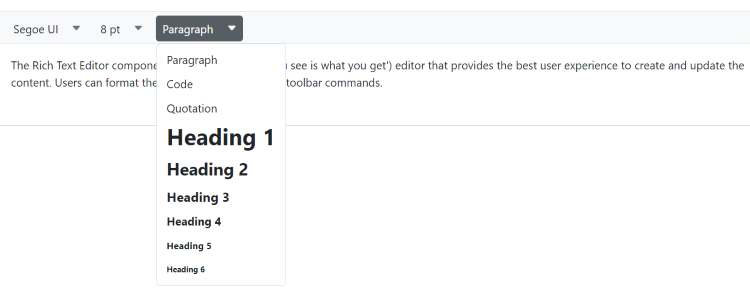 Segoe UI 8 pt Paragraph
The Rich Text Editor compone see is what you get') editor that provides the best user experience to create and update the
content. Users can format the toolbar commands.
Paragraph
Code
Quotation
Heading 1
Heading 2
Heading 3
Heading 4
Heading 5
Heading 6